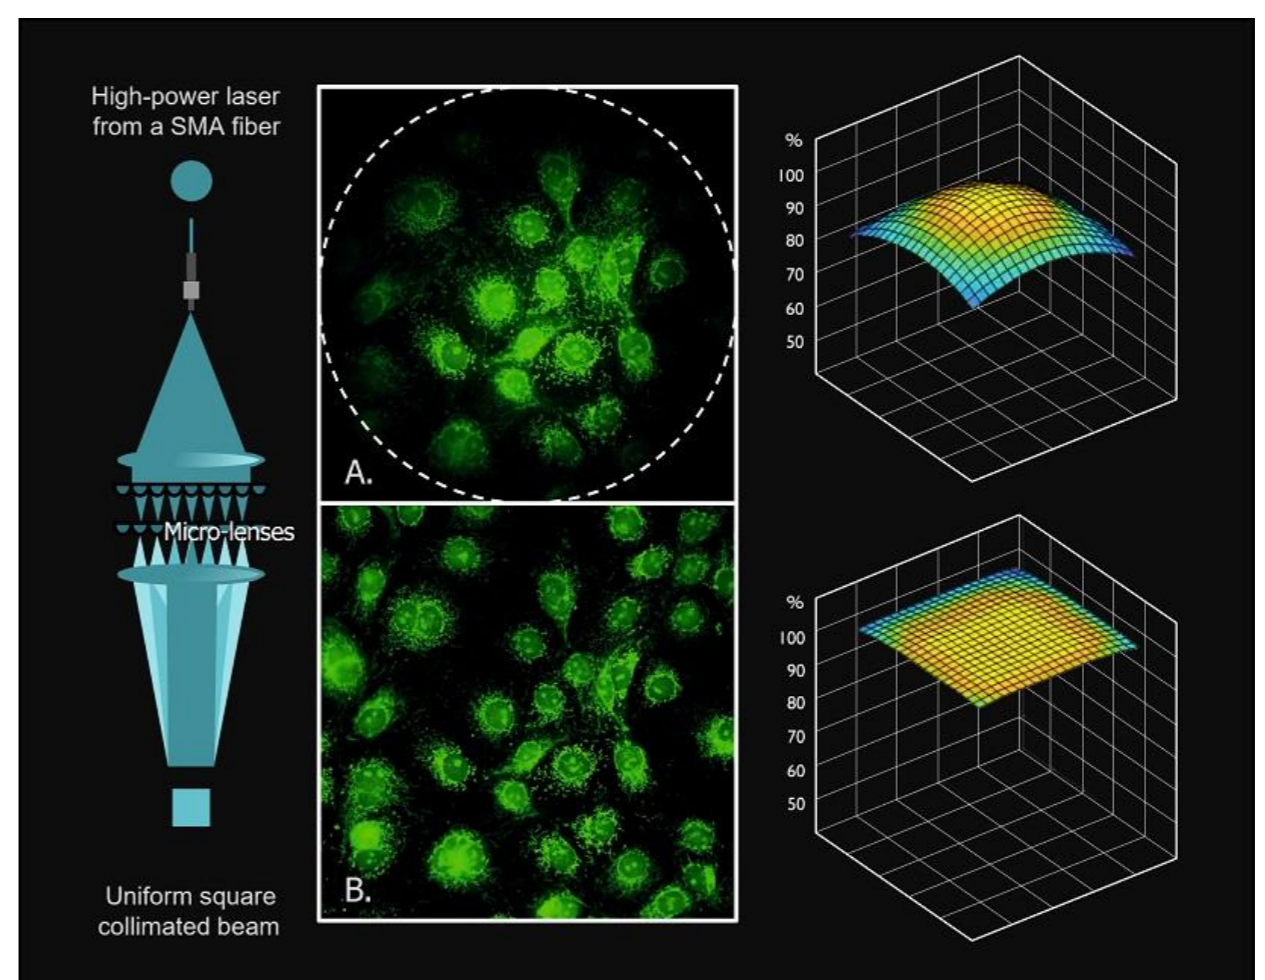 High-power laser
from a SMA fiber
Micro-lenses
Uniform square
collimated beam
A.
B.
%
100
90
80
70
60
50
%
100
90
80
70
60
50